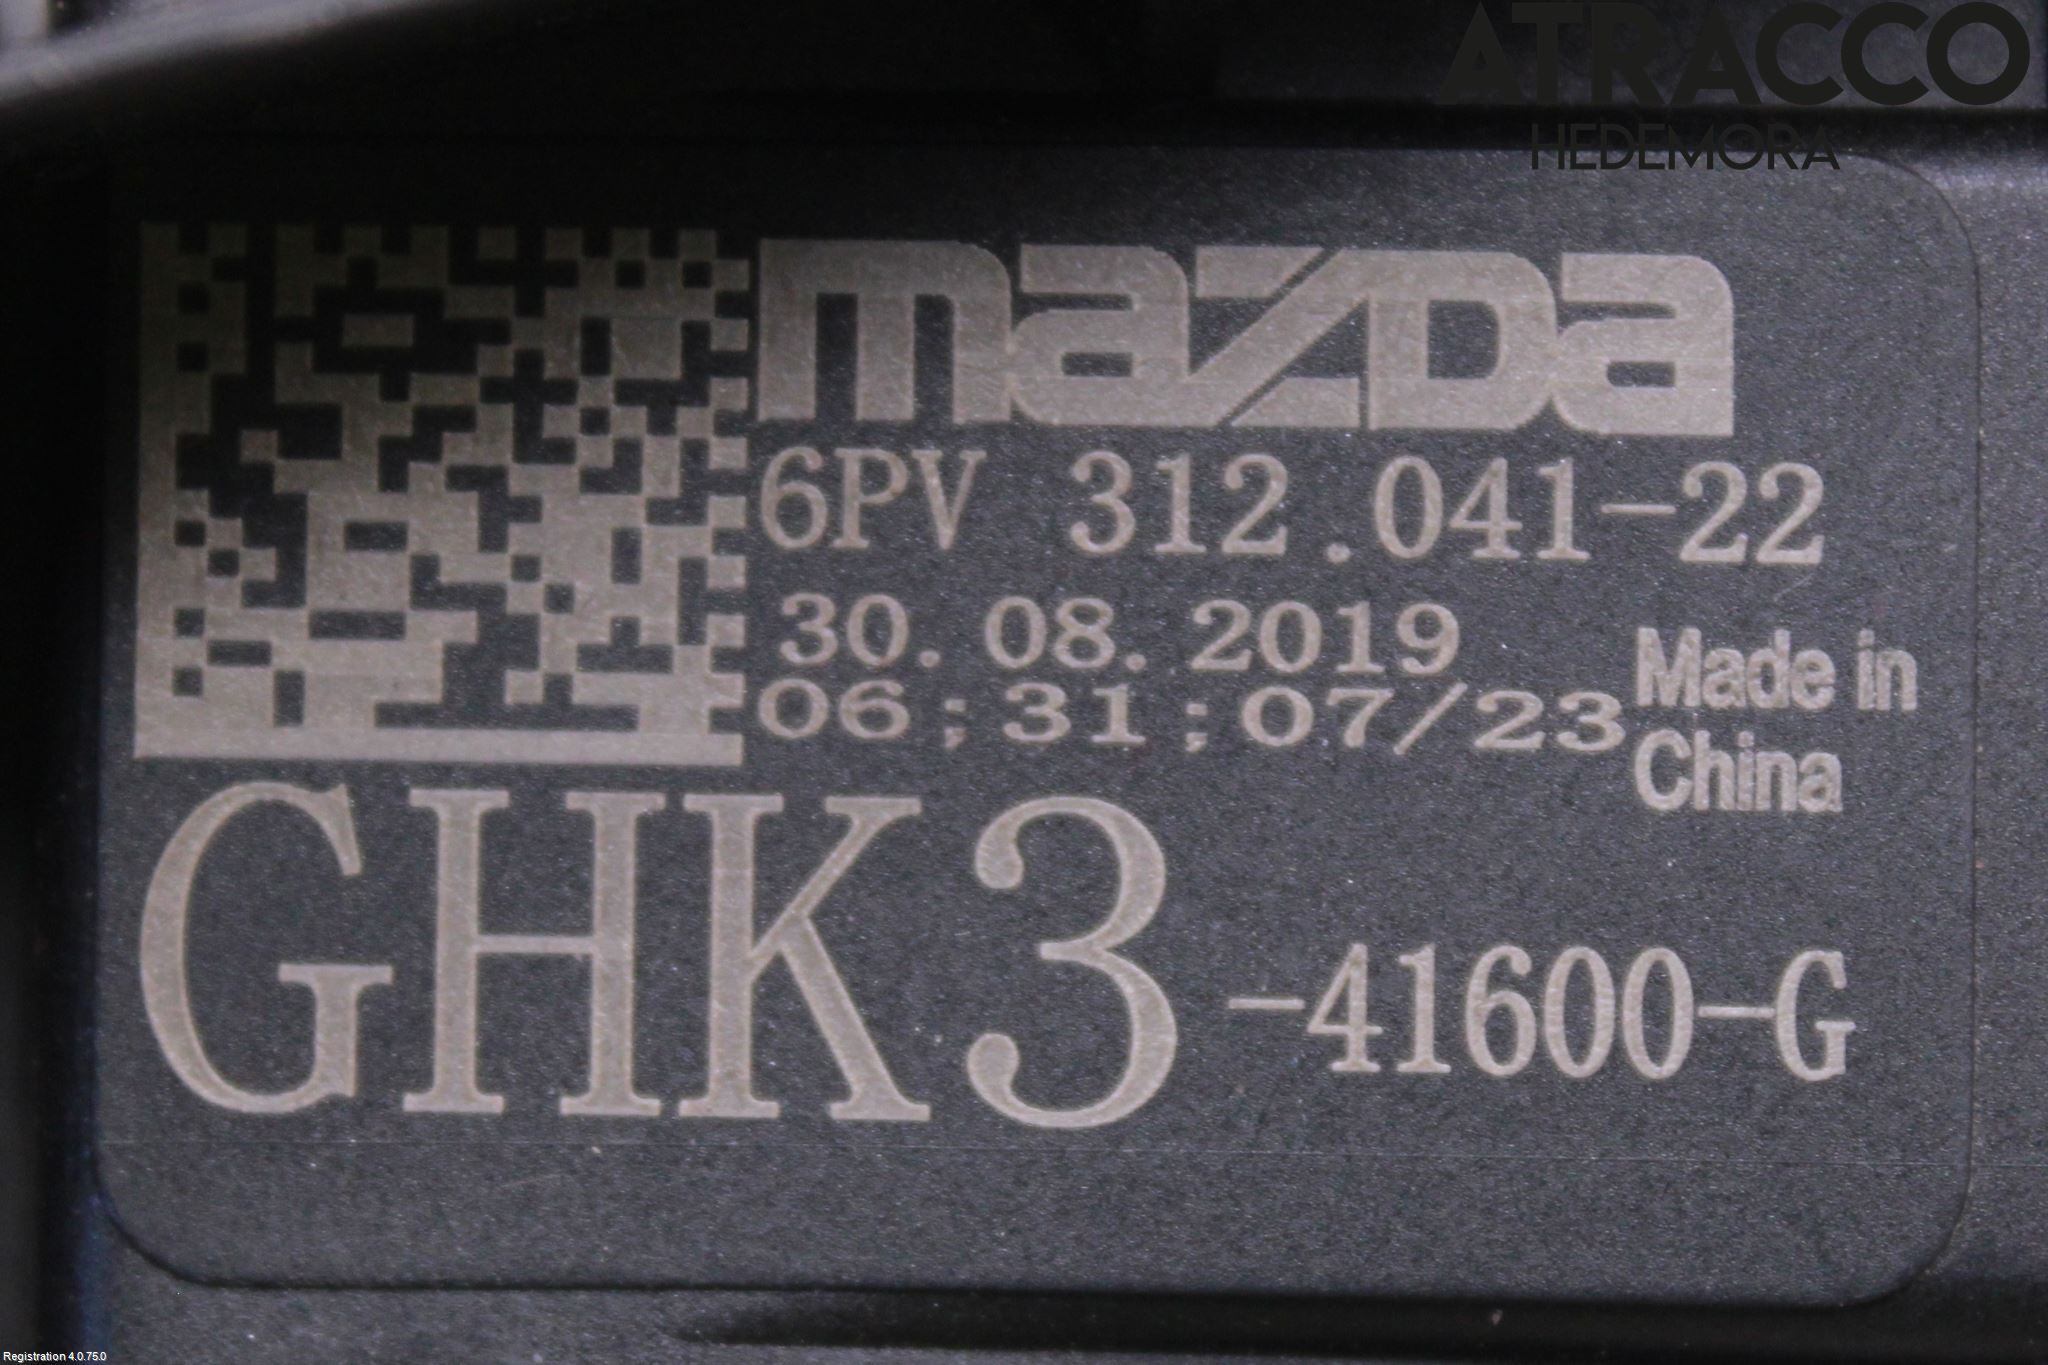 ATRACCO
HEDEMORA
mazda
6PV 312.041-22
30.08.2019
06;31;07/23
Made in
China
GHK3-41600-G
Registration 4.0.75.0